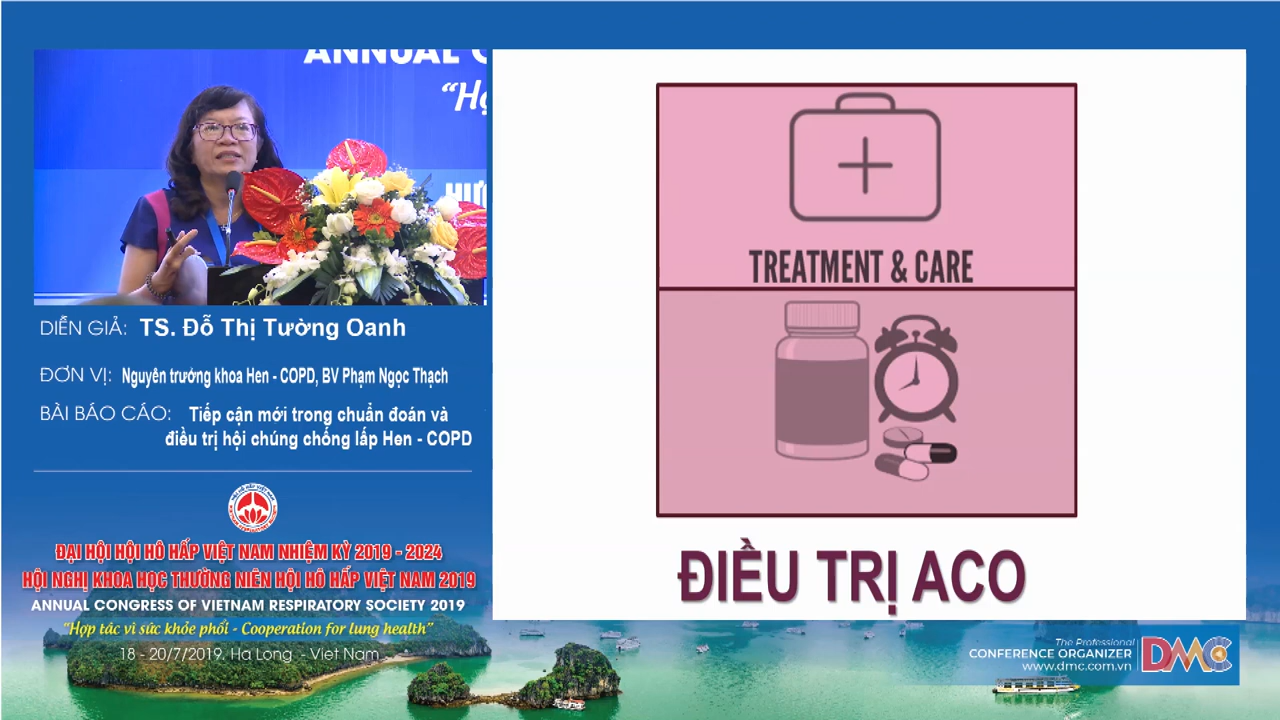 ANNUAL C
“Họ
HƯ
DIỄN GIẢ: TS. Đỗ Thị Tường Oanh
ĐƠN VỊ: Nguyên trưởng khoa Hen - COPD, BV Phạm Ngọc Thạch
BÀI BÁO CÁO: Tiếp cận mới trong chuẩn đoán và
điều trị hội chúng chống lấp Hen - COPD
ĐẠI HỘI HỘI HÔ HẤP VIỆT NAM NHIỆM KỲ 2019 - 2024
HỘI NGHỊ KHOA HỌC THƯỜNG NIÊN HỘI HÔ HẤP VIỆT NAM 2019
ANNUAL CONGRESS OF VIETNAM RESPIRATORY SOCIETY 2019
“Hợp tác vì sức khỏe phổi - Cooperation for lung health”
18 - 20/7/2019. Ha Long - Viet Nam
TREATMENT & CARE
ĐIỀU TRỊ ACO
The Professional
CONFERENCE ORGANIZER
www.dmc.com.vn
DMC